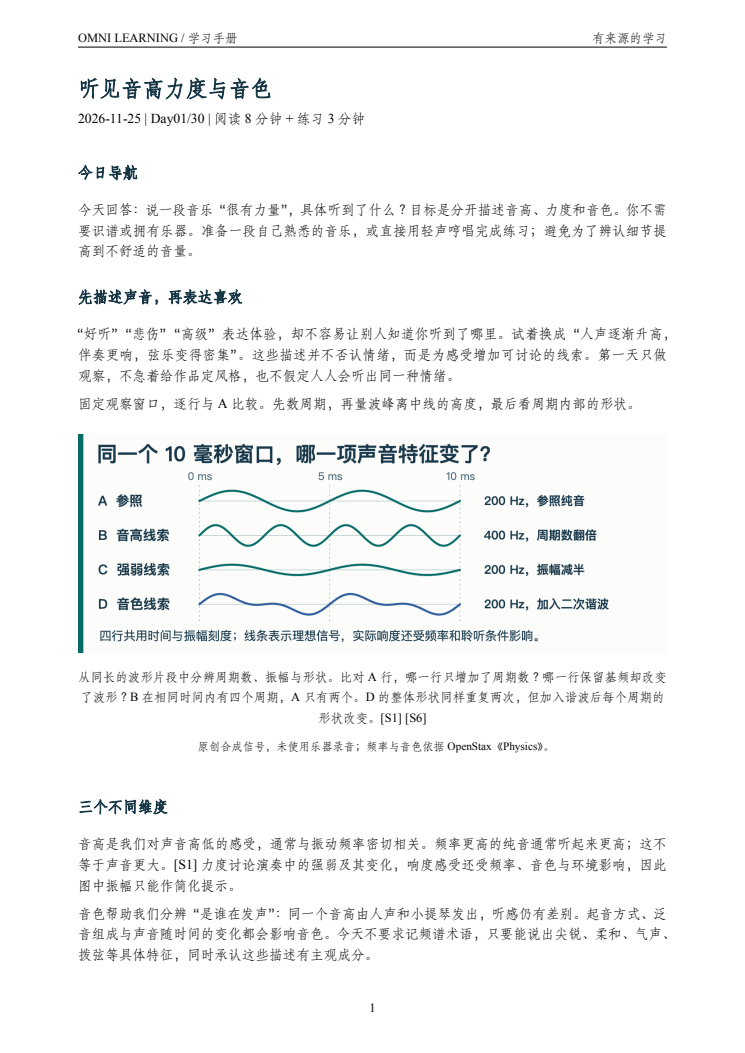 OMNI LEARNING / 学习手册
有来源的学习
听见音高力度与音色
2026-11-25 | Day01/30 | 阅读 8 分钟 + 练习 3 分钟
今日导航
今天回答：说一段音乐“很有力量”，具体听到了什么？目标是分开描述音高、力度和音色。你不需
要识谱或拥有乐器。准备一段自己熟悉的音乐，或直接用轻声哼唱完成练习；避免为了辨认细节提
高到不舒适的音量。
先描述声音，再表达喜欢
“好听”“悲伤”“高级”表达体验，却不容易让别人知道你听到了哪里。试着换成“人声逐渐升高，
伴奏更响，弦乐变得密集”。这些描述并不否认情绪，而是为感受增加可讨论的线索。第一天只做
观察，不急着给作品定风格，也不假定人人会听出同一种情绪。
固定观察窗口，逐行与 A 比较。先数周期，再量波峰离中线的高度，最后看周期内部的形状。
同一个 10 毫秒窗口，哪一项声音特征变了？
0 ms 5 ms 10 ms
A 参照 200 Hz，参照纯音
B 音高线索 400 Hz，周期数翻倍
C 强弱线索 200 Hz，振幅减半
D 音色线索 200 Hz，加入二次谐波
四行共用时间与振幅刻度；线条表示理想信号，实际响度还受频率和聆听条件影响。
从同长的波形片段中分辨周期数、振幅与形状。比对 A 行，哪一行只增加了周期数？哪一行保留基频却改变
了波形？B 在相同时间内有四个周期，A 只有两个。D 的整体形状同样重复两次，但加入谐波后每个周期的
形状改变。[S1] [S6]
原创合成信号，未使用乐器录音；频率与音色依据 OpenStax《Physics》。
三个不同维度
音高是我们对声音高低的感受，通常与振动频率密切相关。频率更高的纯音通常听起来更高；这不
等于声音更大。[S1] 力度讨论演奏中的强弱及其变化，响度感受还受频率、音色与环境影响，因此
图中振幅只能作简化提示。
音色帮助我们分辨“是谁在发声”：同一个音高由人声和小提琴发出，听感仍有差别。起音方式、泛
音组成与声音随时间的变化都会影响音色。今天不要求记频谱术语，只要能说出尖锐、柔和、气声、
拨弦等具体特征，同时承认这些描述有主观成分。
1